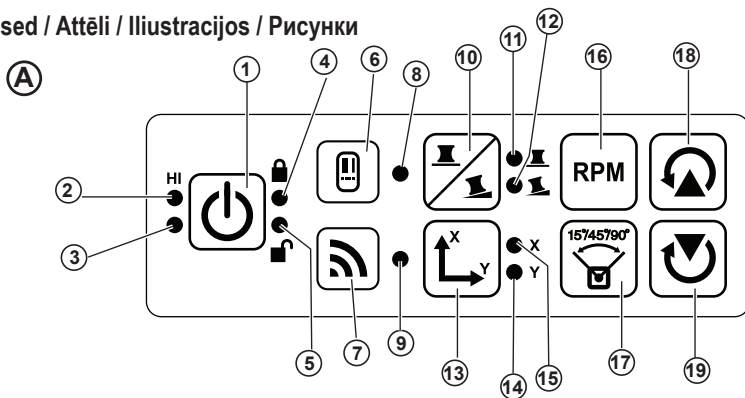 sed / Attēli / Iliustracijos / Рисунки
A
1 4 6 8 10 11 12 16 18
HI
2
3
RPM
X
Y
X
Y
15°/45°/90°
5 7 9 13 14 15 17 19